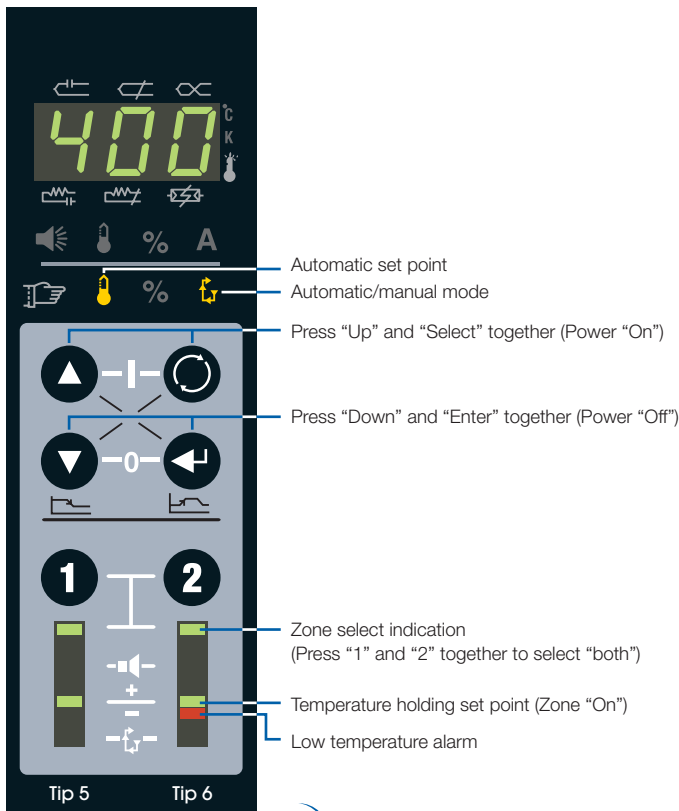 400
°C
K
% A
Automatic set point
%
Automatic/manual mode
Press “Up” and “Select” together (Power “On”)
Press “Down” and “Enter” together (Power “Off”)
0
1 2
Zone select indication
(Press “1” and “2” together to select “both”)
+
Temperature holding set point (Zone “On”)
−
Low temperature alarm
Tip 5 Tip 6